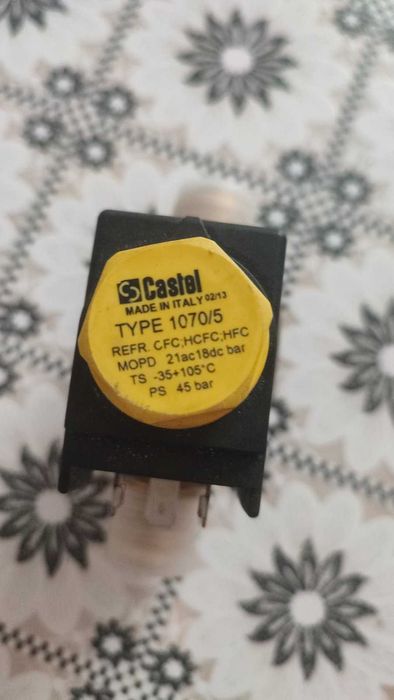 Castel
MADE IN ITALY 02/13
TYPE 1070/5
REFR. CFC;HCFC;HFC
MOPD 21ac18dc bar
TS -35+105°C
PS 45 bar